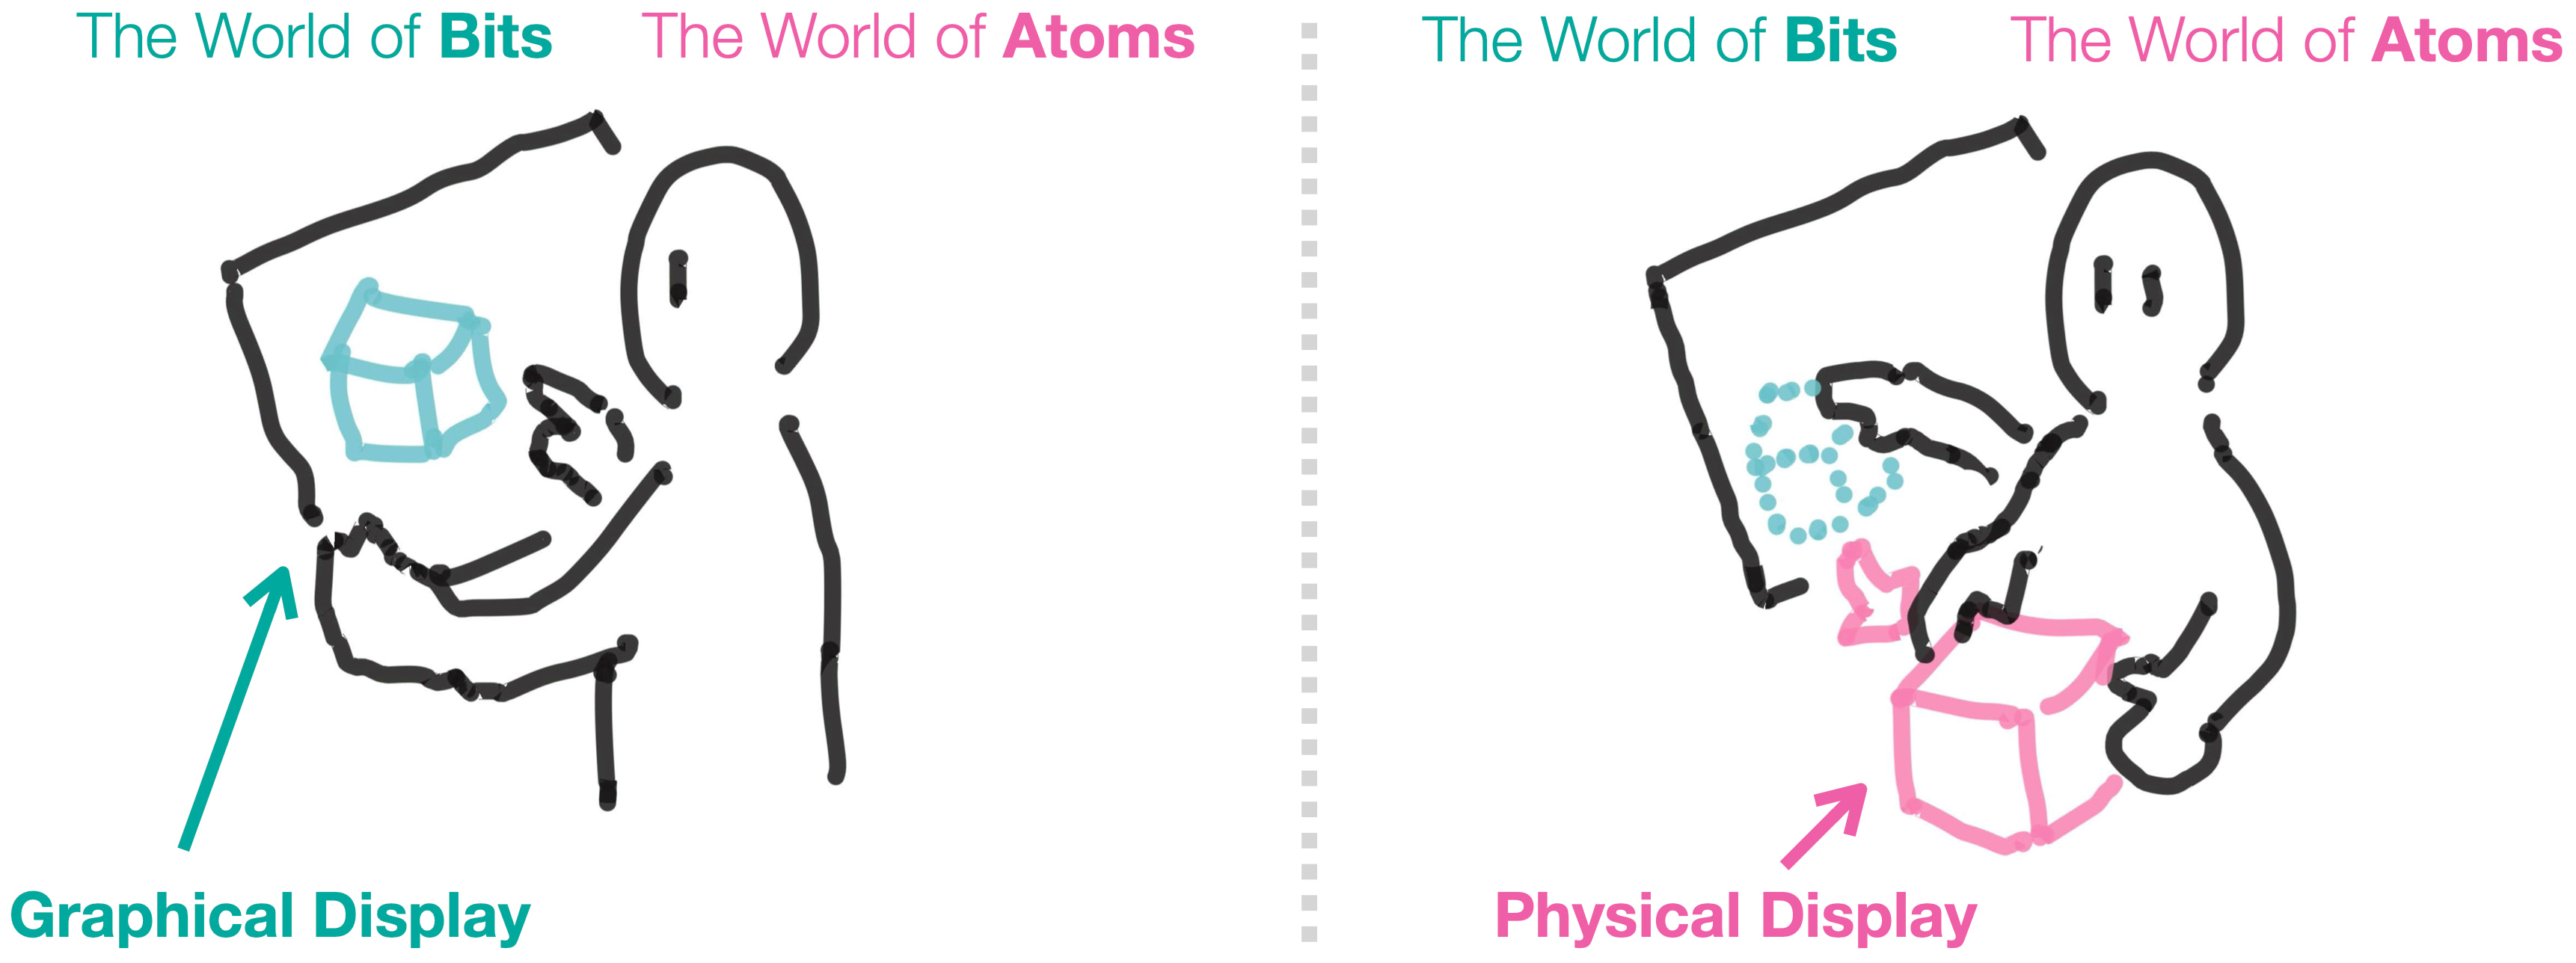 The World of Bits
The World of Atoms
Graphical Display
The World of Bits
The World of Atoms
Physical Display